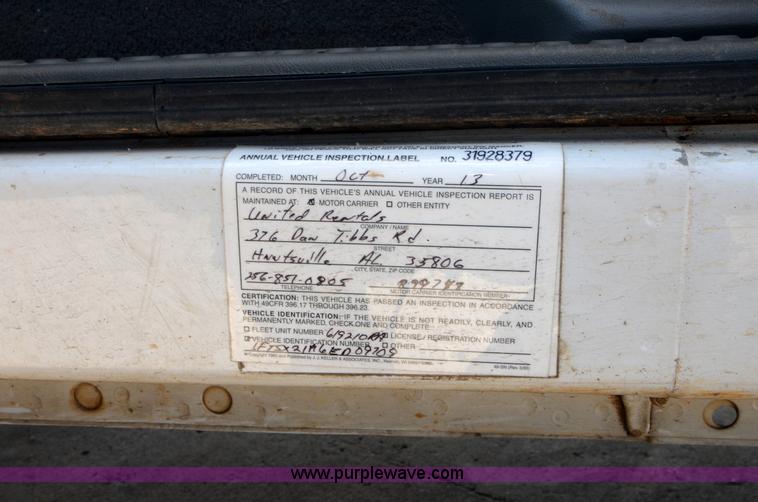 ANNUAL VEHICLE INSPECTION LABEL NO. 31928379
COMPLETED: MONTH Oct YEAR 13
A RECORD OF THIS VEHICLE'S ANNUAL VEHICLE INSPECTION REPORT IS
MAINTAINED AT: MOTOR CARRIER OTHER ENTITY
United Rentals
COMPANY / NAME
376 Dan Tibbs Rd.
STREET
Huntsville AL. 35806
CITY, STATE, ZIP CODE
256-851-0805
TELEPHONE MOTOR CARRIER IDENTIFICATION NUMBER
CERTIFICATION: THIS VEHICLE HAS PASSED AN INSPECTION IN ACCORDANCE
WITH 49CFR 396.17 THROUGH 396.23.
VEHICLE IDENTIFICATION: IF THE VEHICLE IS NOT READILY, CLEARLY, AND
PERMANENTLY MARKED, CHECK ONE AND COMPLETE:
FLEET UNIT NUMBER LICENSE/REGISTRATION NUMBER
VEHICLE IDENTIFICATION NUMBER OTHER
www.purplewave.com